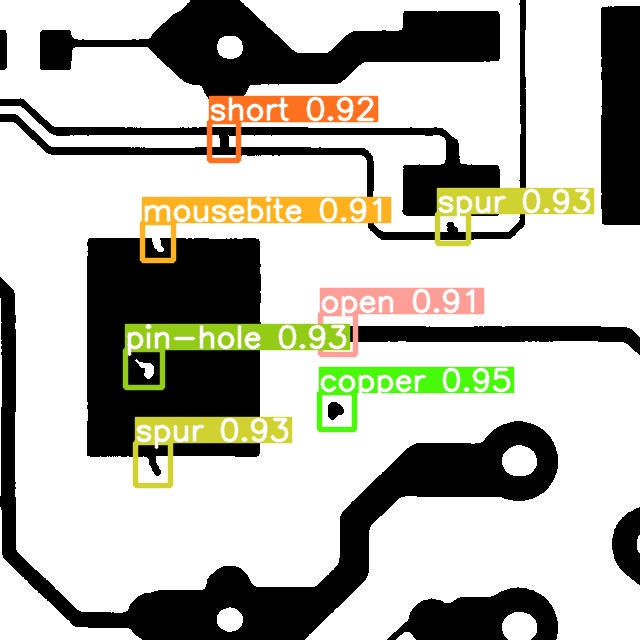 short 0.92
spur 0.93
mousebite 0.91
open 0.91
pin-hole 0.93
copper 0.95
spur 0.93